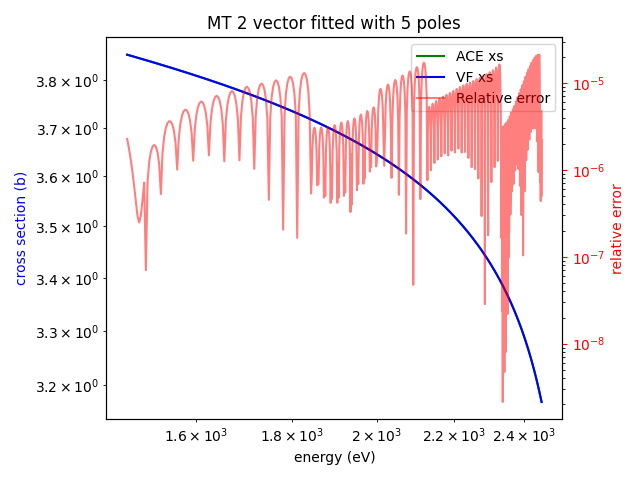 MT 2 vector fitted with 5 poles
ACE xs
VF xs
Relative error
3.8 × 10⁰
3.7 × 10⁰
3.6 × 10⁰
3.5 × 10⁰
3.4 × 10⁰
3.3 × 10⁰
3.2 × 10⁰
cross section (b)
10⁻⁵
10⁻⁶
10⁻⁷
10⁻⁸
relative error
1.6 × 10³ 1.8 × 10³ 2 × 10³ 2.2 × 10³ 2.4 × 10³
energy (eV)